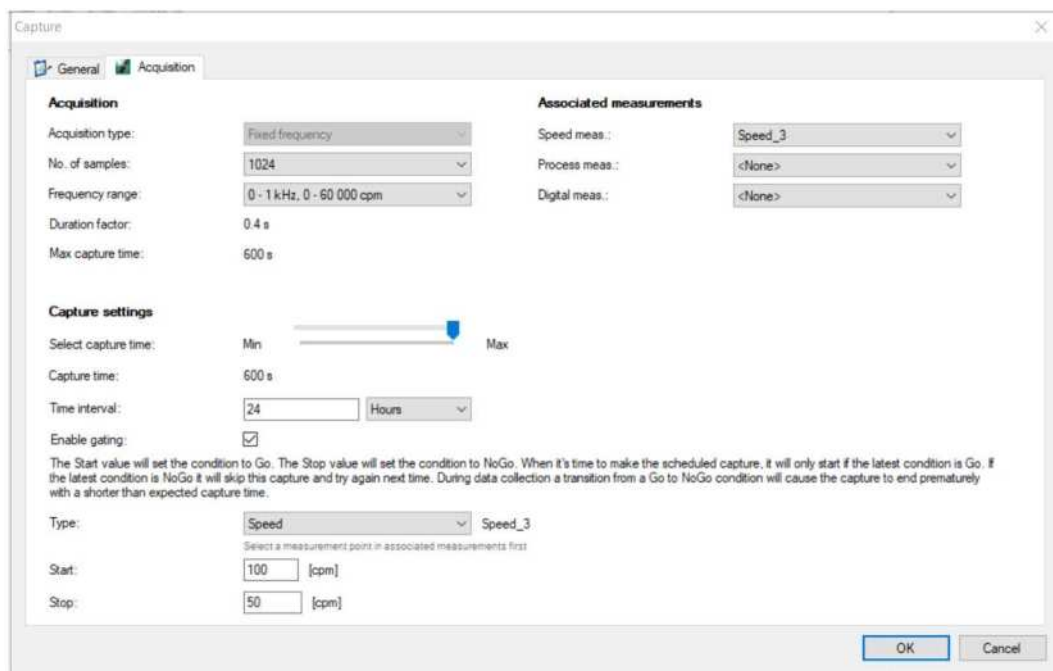 Capture
General
Acquisition
Acquisition
Acquisition type: Fixed frequency
No. of samples: 1024
Frequency range: 0 - 1 kHz, 0 - 60 000 cpm
Duration factor: 0.4 s
Max capture time: 600 s
Associated measurements
Speed meas.: Speed_3
Process meas.: <None>
Digital meas.: <None>
Capture settings
Select capture time: Min Max
Capture time: 600 s
Time interval: 24 Hours
Enable gating:
The Start value will set the condition to Go. The Stop value will set the condition to NoGo. When it's time to make the scheduled capture, it will only start if the latest condition is Go. If
the latest condition is NoGo it will skip this capture and try again next time. During data collection a transition from a Go to NoGo condition will cause the capture to end prematurely
with a shorter than expected capture time.
Type: Speed Speed_3
Select a measurement point in associated measurements first
Start: 100 [cpm]
Stop: 50 [cpm]
OK Cancel